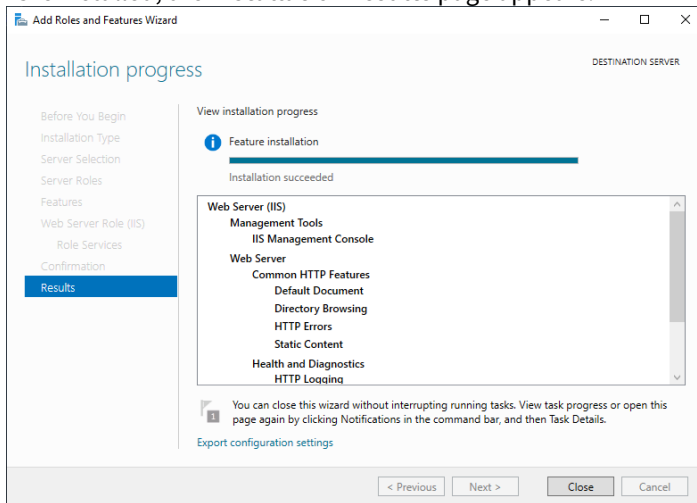 Add Roles and Features Wizard
Installation progress
DESTINATION SERVER
Before You Begin
Installation Type
Server Selection
Server Roles
Features
Web Server Role (IIS)
Role Services
Confirmation
Results
View installation progress
Feature installation
Installation succeeded
Web Server (IIS)
Management Tools
IIS Management Console
Web Server
Common HTTP Features
Default Document
Directory Browsing
HTTP Errors
Static Content
Health and Diagnostics
HTTP Logging
1
You can close this wizard without interrupting running tasks. View task progress or open this
page again by clicking Notifications in the command bar, and then Task Details.
Export configuration settings
< Previous
Next >
Close
Cancel